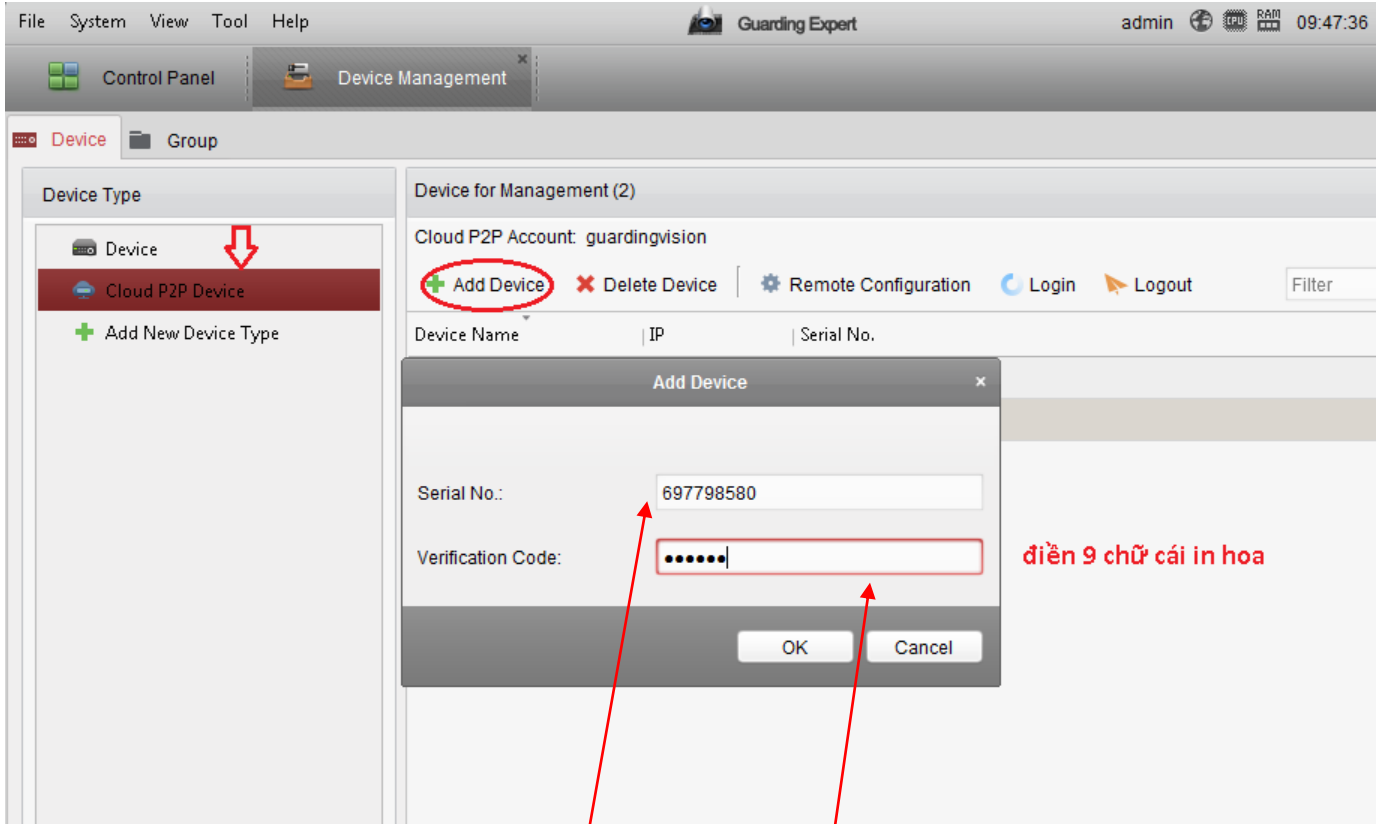 File System View Tool Help Guarding Expert admin CPU RAM 09:47:36
Control Panel Device Management ×
Device Group
Device Type
Device
Cloud P2P Device
Add New Device Type
Device for Management (2)
Cloud P2P Account: guardingvision
Add Device Delete Device Remote Configuration Login Logout Filter
Device Name IP Serial No.
Add Device ×
Serial No.: 697798580
Verification Code: ●●●●●●
điền 9 chữ cái in hoa
OK Cancel